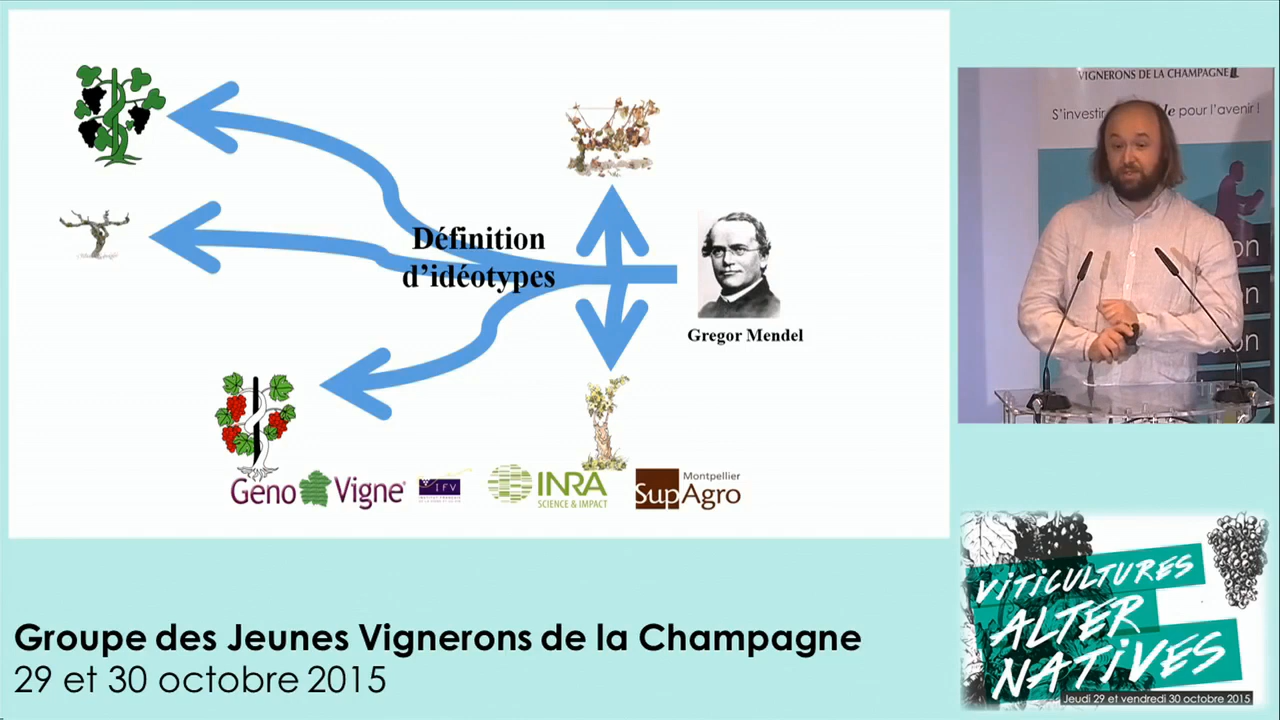 Définition
d'idéotypes
Gregor Mendel
Géno Vigne
IFV
INRA
SCIENCE & IMPACT
Montpellier
SupAgro
VIGNERONS DE LA CHAMPAGNE
S'investir pour l'avenir !
Groupe des Jeunes Vignerons de la Champagne
29 et 30 octobre 2015
VITICULTURES
ALTER
NATIVES
Jeudi 29 et vendredi 30 octobre 2015